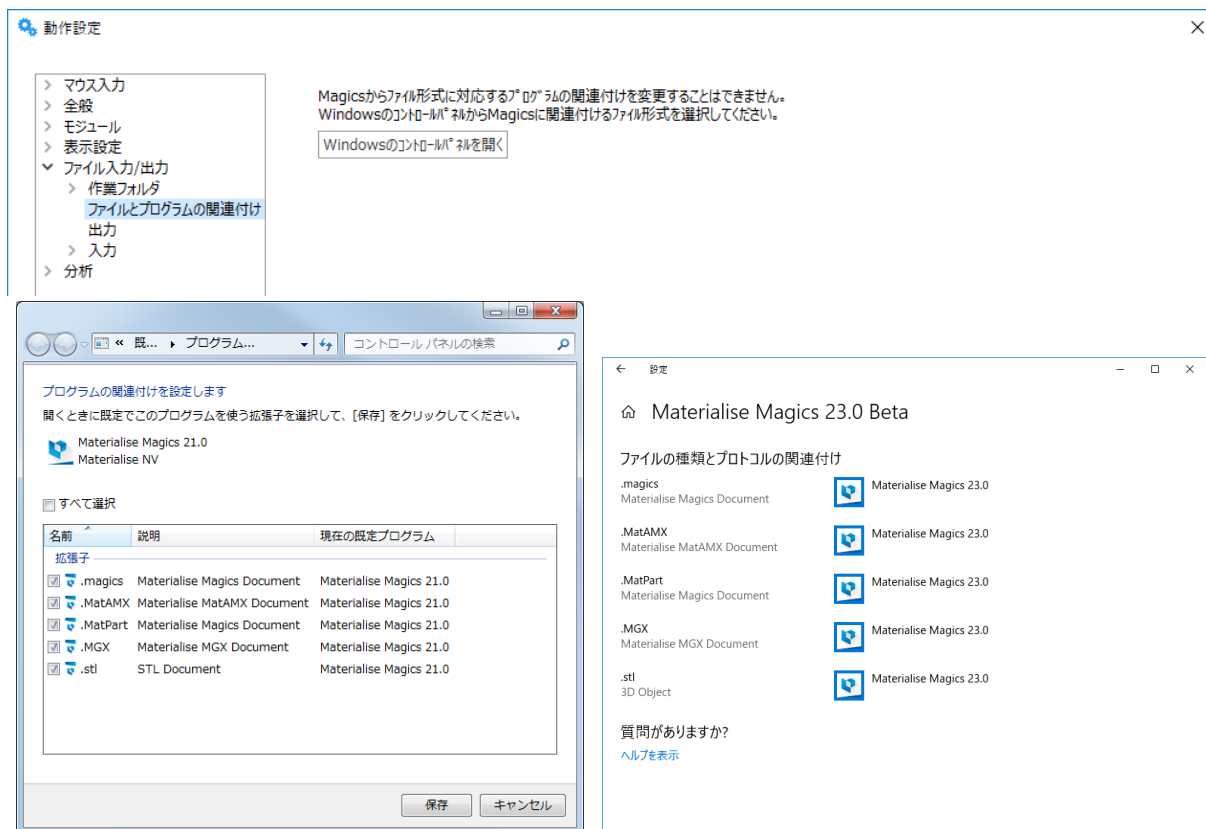 動作設定
マウス入力
全般
モジュール
表示設定
ファイル入力/出力
作業フォルダ
ファイルとプログラムの関連付け
出力
入力
分析
Magicsからファイル形式に対応するプログラムの関連付けを変更することはできません。
WindowsのコントロールパネルからMagicsに関連付けるファイル形式を選択してください。
Windowsのコントロールパネルを開く
« 既... プログラム...
コントロール パネルの検索
プログラムの関連付けを設定します
開くときに既定でこのプログラムを使う拡張子を選択して、[保存] をクリックしてください。
Materialise Magics 21.0
Materialise NV
すべて選択
名前 説明 現在の既定プログラム
拡張子
.magics Materialise Magics Document Materialise Magics 21.0
.MatAMX Materialise MatAMX Document Materialise Magics 21.0
.MatPart Materialise Magics Document Materialise Magics 21.0
.MGX Materialise MGX Document Materialise Magics 21.0
.stl STL Document Materialise Magics 21.0
保存 キャンセル
設定
Materialise Magics 23.0 Beta
ファイルの種類とプロトコルの関連付け
.magics Materialise Magics 23.0
Materialise Magics Document
.MatAMX Materialise Magics 23.0
Materialise MatAMX Document
.MatPart Materialise Magics 23.0
Materialise Magics Document
.MGX Materialise Magics 23.0
Materialise MGX Document
.stl Materialise Magics 23.0
3D Object
質問がありますか?
ヘルプを表示